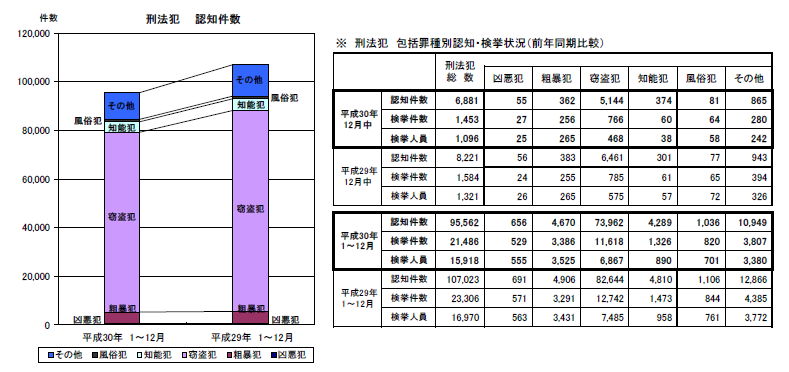 件数
刑法犯　認知件数
120,000
100,000
80,000
60,000
40,000
20,000
0
その他
風俗犯
知能犯
窃盗犯
粗暴犯
凶悪犯
その他
風俗犯
知能犯
窃盗犯
粗暴犯
凶悪犯
平成30年 1～12月　平成29年 1～12月
その他 風俗犯 知能犯 窃盗犯 粗暴犯 凶悪犯
※ 刑法犯 包括罪種別認知・検挙状況（前年同期比較）
刑法犯
総 数 凶悪犯 粗暴犯 窃盗犯 知能犯 風俗犯 その他
平成30年
12月中
認知件数 6,881 55 362 5,144 374 81 865
検挙件数 1,453 27 256 766 60 64 280
検挙人員 1,096 25 265 468 38 58 242
平成29年
12月中
認知件数 8,221 56 383 6,461 301 77 943
検挙件数 1,584 24 255 785 61 65 394
検挙人員 1,321 26 265 575 57 72 326
平成30年
1～12月
認知件数 95,562 656 4,670 73,962 4,289 1,036 10,949
検挙件数 21,486 529 3,386 11,618 1,326 820 3,807
検挙人員 15,918 555 3,525 6,867 890 701 3,380
平成29年
1～12月
認知件数 107,023 691 4,906 82,644 4,810 1,106 12,866
検挙件数 23,306 571 3,291 12,742 1,473 844 4,385
検挙人員 16,970 563 3,431 7,485 958 761 3,772